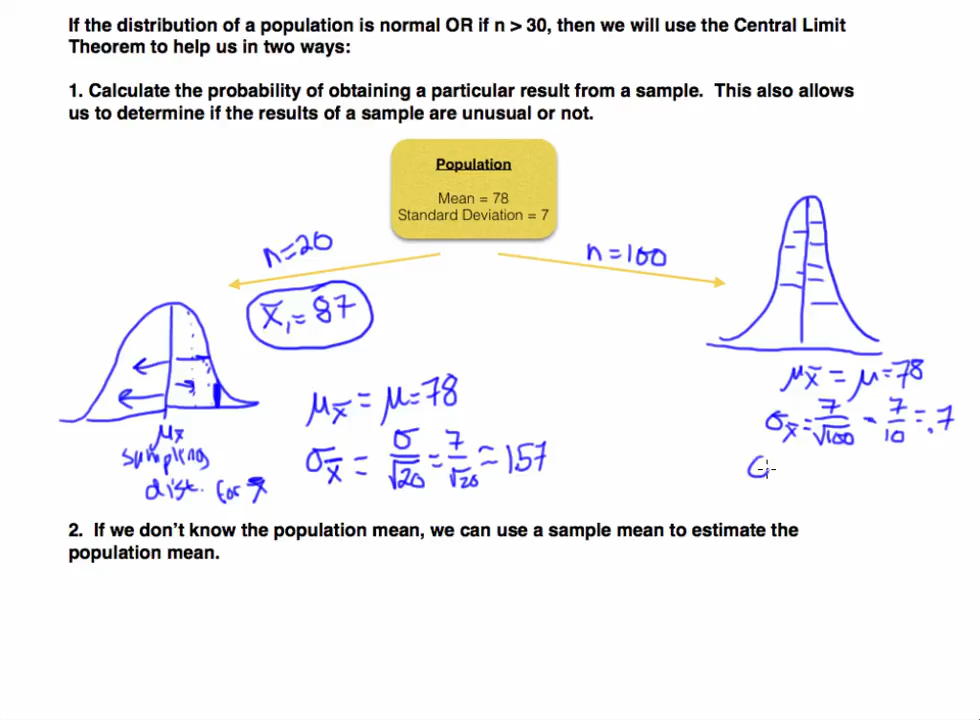 If the distribution of a population is normal OR if n > 30, then we will use the Central Limit
Theorem to help us in two ways:
1. Calculate the probability of obtaining a particular result from a sample. This also allows
us to determine if the results of a sample are unusual or not.
Population
Mean = 78
Standard Deviation = 7
n=20
n=100
x̄₁=87
μx̄ = μ=78
σx̄ = σ/√20 = 7/√20 ≈ 157
μx̄
sampling
dist. for x̄
μx̄ = μ=78
σx̄ = 7/√100 - 7/10 = .7
2. If we don't know the population mean, we can use a sample mean to estimate the
population mean.